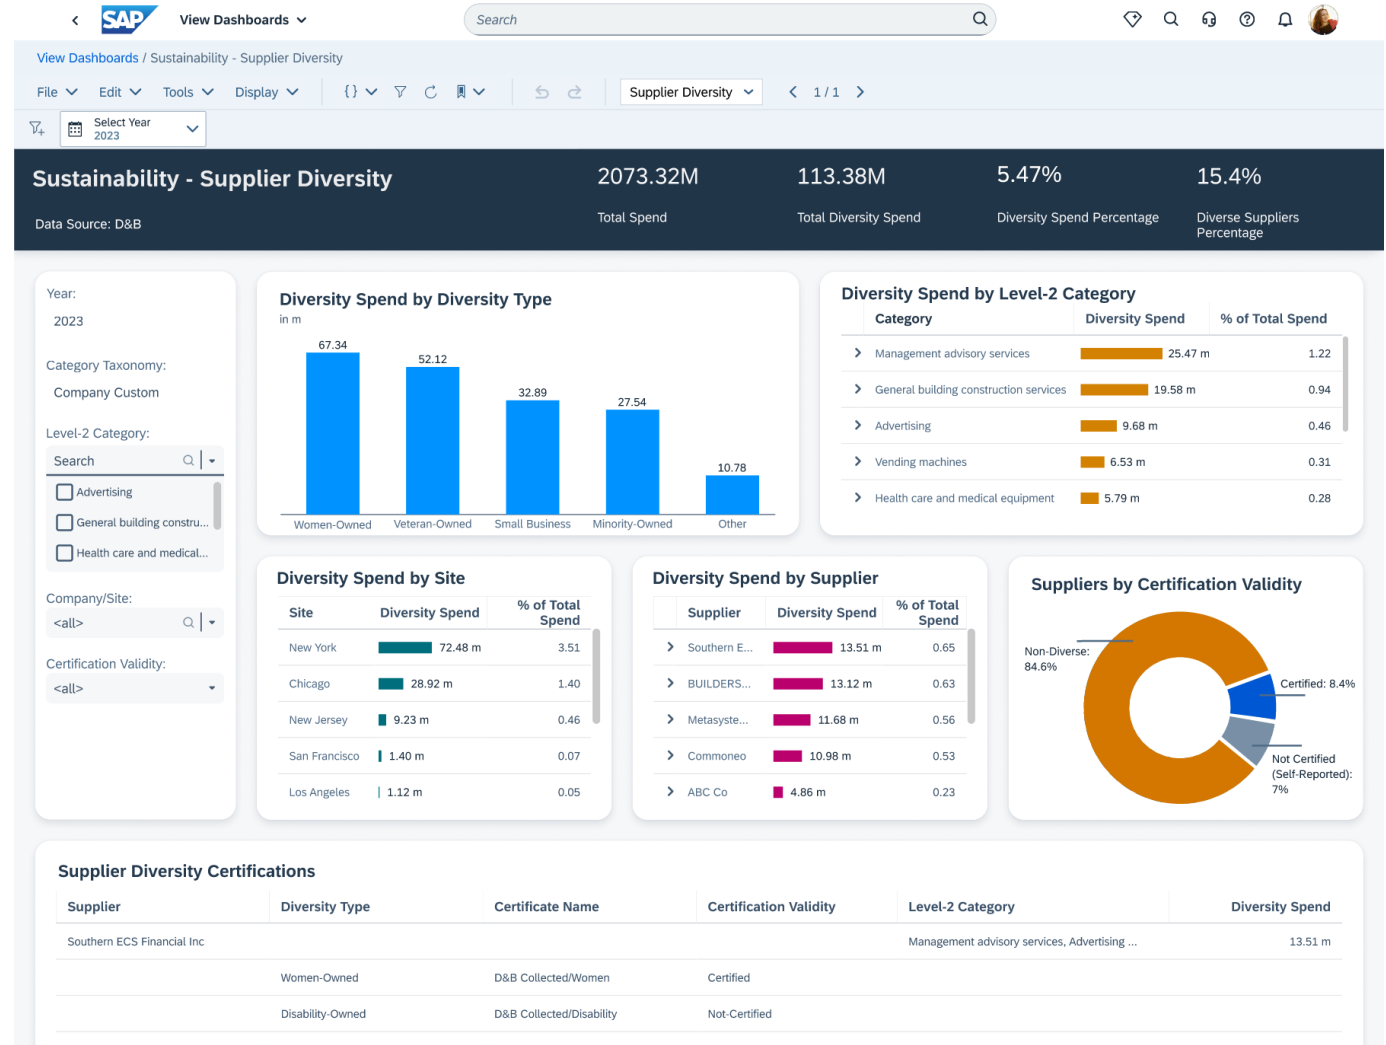 SAP View Dashboards
Search
View Dashboards / Sustainability - Supplier Diversity
File Edit Tools Display { } Supplier Diversity 1 / 1
Select Year
2023
Sustainability - Supplier Diversity
Data Source: D&B
2073.32M
Total Spend
113.38M
Total Diversity Spend
5.47%
Diversity Spend Percentage
15.4%
Diverse Suppliers
Percentage
Year:
2023
Category Taxonomy:
Company Custom
Level-2 Category:
Search
Advertising
General building constru...
Health care and medical...
Company/Site:
<all>
Certification Validity:
<all>
Diversity Spend by Diversity Type
in m
67.34
52.12
32.89
27.54
10.78
Women-Owned Veteran-Owned Small Business Minority-Owned Other
Diversity Spend by Level-2 Category
Category Diversity Spend % of Total Spend
Management advisory services 25.47 m 1.22
General building construction services 19.58 m 0.94
Advertising 9.68 m 0.46
Vending machines 6.53 m 0.31
Health care and medical equipment 5.79 m 0.28
Diversity Spend by Site
Site Diversity Spend % of Total
Spend
New York 72.48 m 3.51
Chicago 28.92 m 1.40
New Jersey 9.23 m 0.46
San Francisco 1.40 m 0.07
Los Angeles 1.12 m 0.05
Diversity Spend by Supplier
Supplier Diversity Spend % of Total
Spend
Southern E... 13.51 m 0.65
BUILDERS... 13.12 m 0.63
Metasyste... 11.68 m 0.56
Commoneo 10.98 m 0.53
ABC Co 4.86 m 0.23
Suppliers by Certification Validity
Non-Diverse:
84.6%
Certified: 8.4%
Not Certified
(Self-Reported):
7%
Supplier Diversity Certifications
Supplier Diversity Type Certificate Name Certification Validity Level-2 Category Diversity Spend
Southern ECS Financial Inc Management advisory services, Advertising ... 13.51 m
Women-Owned D&B Collected/Women Certified
Disability-Owned D&B Collected/Disability Not-Certified